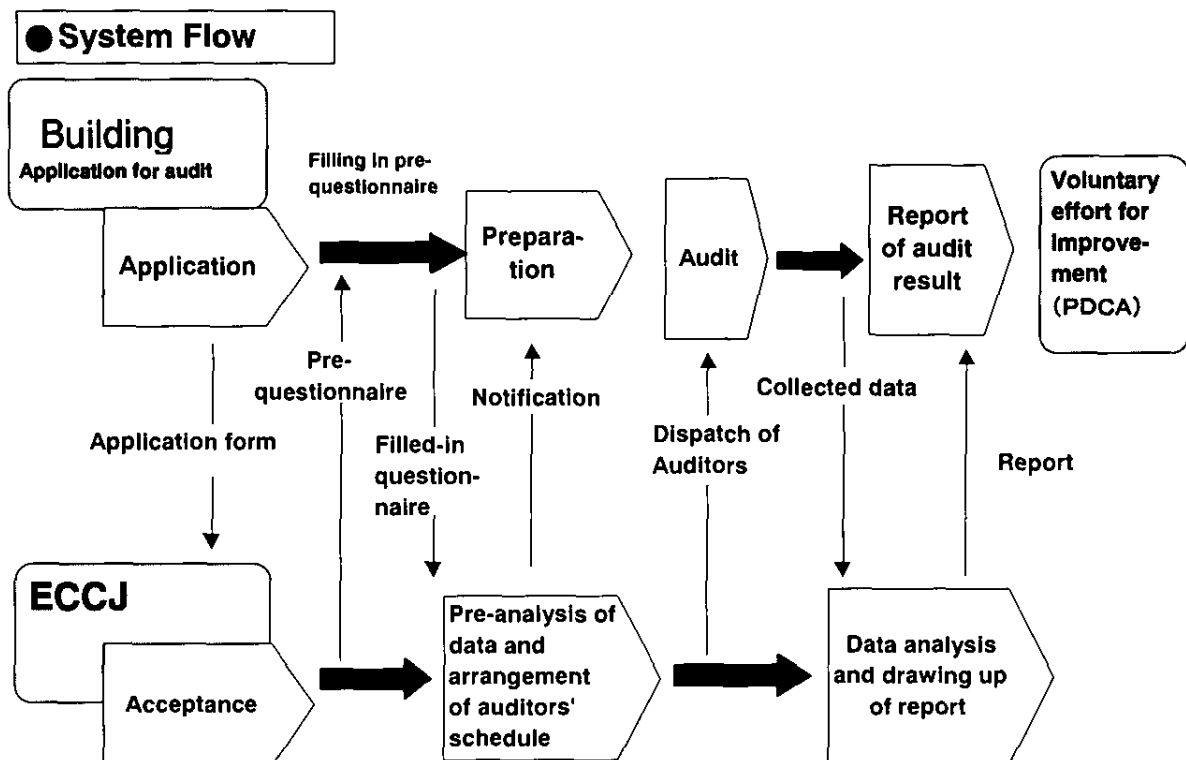 ● System Flow
Building
Application for audit
Filling in pre-
questionnaire
Application
Prepara-
tion
Audit
Report
of audit
result
Voluntary
effort for
Improve-
ment
(PDCA)
Pre-
questionnaire
Notification
Collected data
Application form
Filled-in
question-
naire
Dispatch of
Auditors
Report
ECCJ
Acceptance
Pre-analysis of
data and
arrangement
of auditors'
schedule
Data analysis
and drawing up
of report